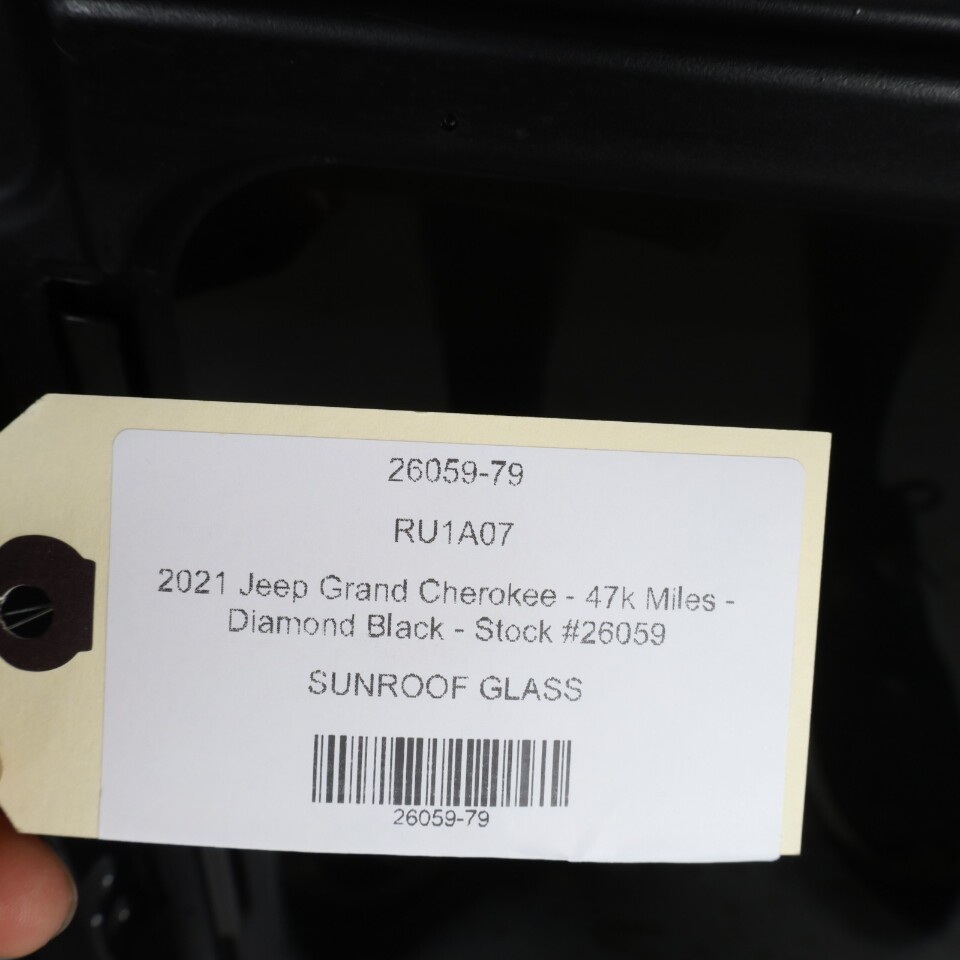 26059-79
RU1A07
2021 Jeep Grand Cherokee - 47k Miles -
Diamond Black - Stock #26059
SUNROOF GLASS
26059-79